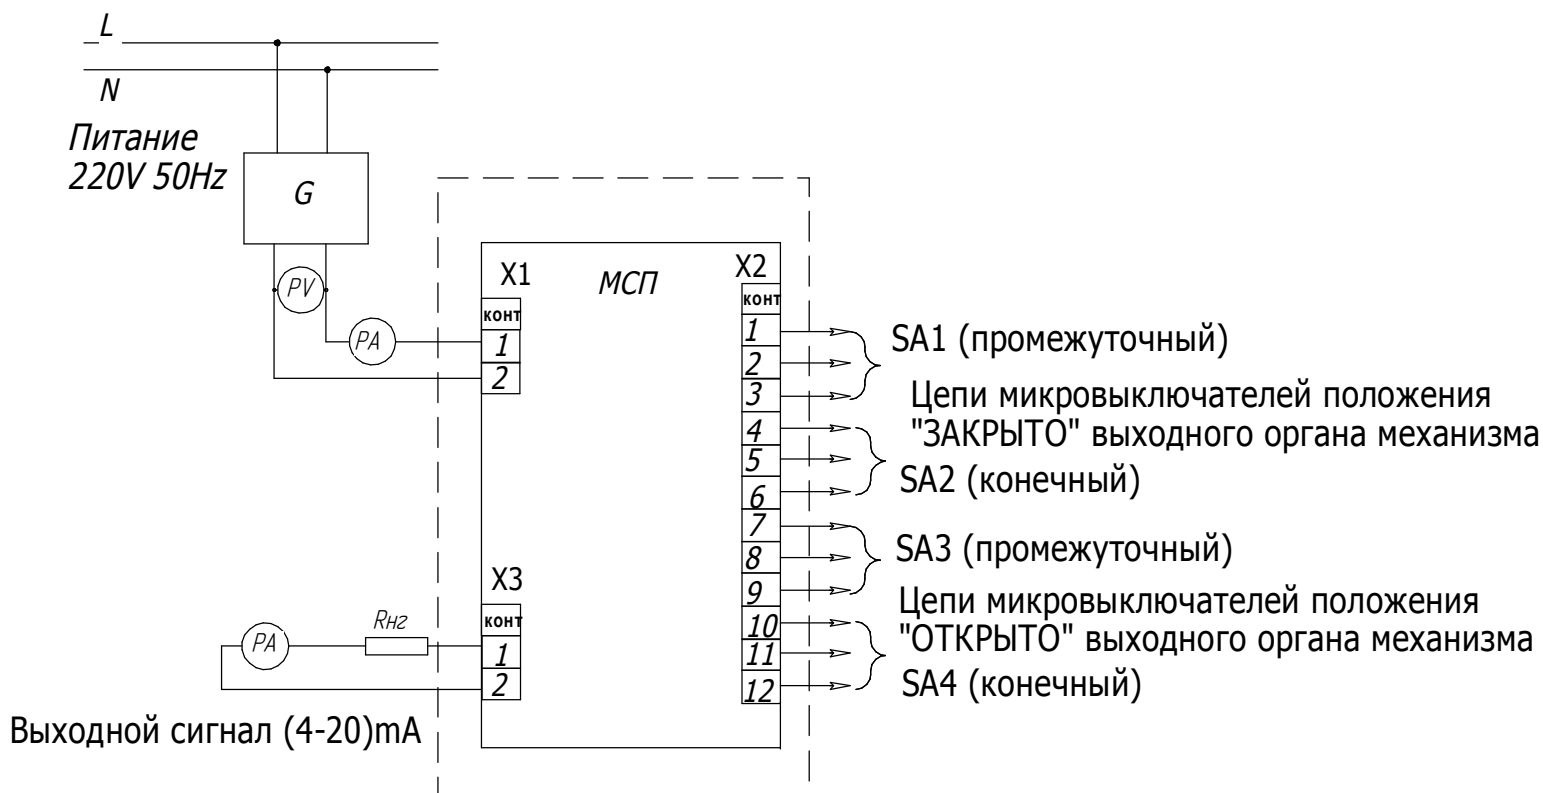 L
N
Питание
220V 50Hz
G
PV
PA
X1
МСП
X2
конт
1
2
конт
1
2
3
4
5
6
7
8
9
10
11
12
SA1 (промежуточный)
Цепи микровыключателей положения
"ЗАКРЫТО" выходного органа механизма
SA2 (конечный)
SA3 (промежуточный)
Цепи микровыключателей положения
"ОТКРЫТО" выходного органа механизма
SA4 (конечный)
X3
конт
1
2
PA
Rнг
Выходной сигнал (4-20)mA